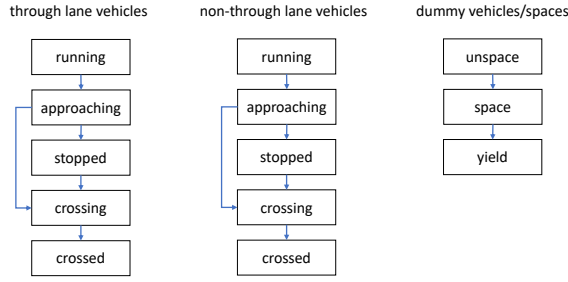 through lane vehicles
running
approaching
stopped
crossing
crossed
non-through lane vehicles
running
approaching
stopped
crossing
crossed
dummy vehicles/spaces
unspace
space
yield